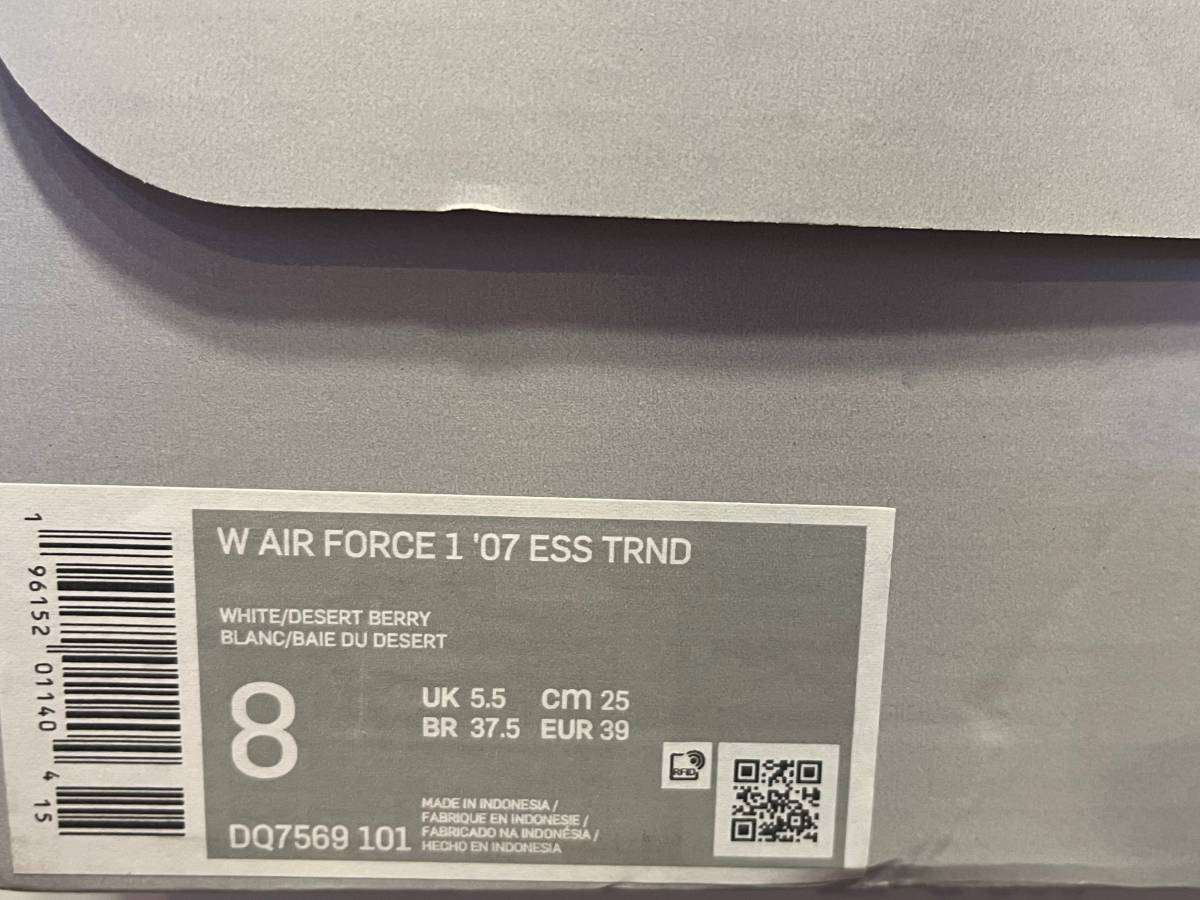 W AIR FORCE 1 '07 ESS TRND
WHITE/DESERT BERRY
BLANC/BAIE DU DESERT
8
UK 5.5 cm 25
BR 37.5 EUR 39
RFID
MADE IN INDONESIA /
FABRIQUE EN INDONESIE /
FABRICADO NA INDONÉSIA /
HECHO EN INDONESIA
DQ7569 101
1 96152 01140 4 15